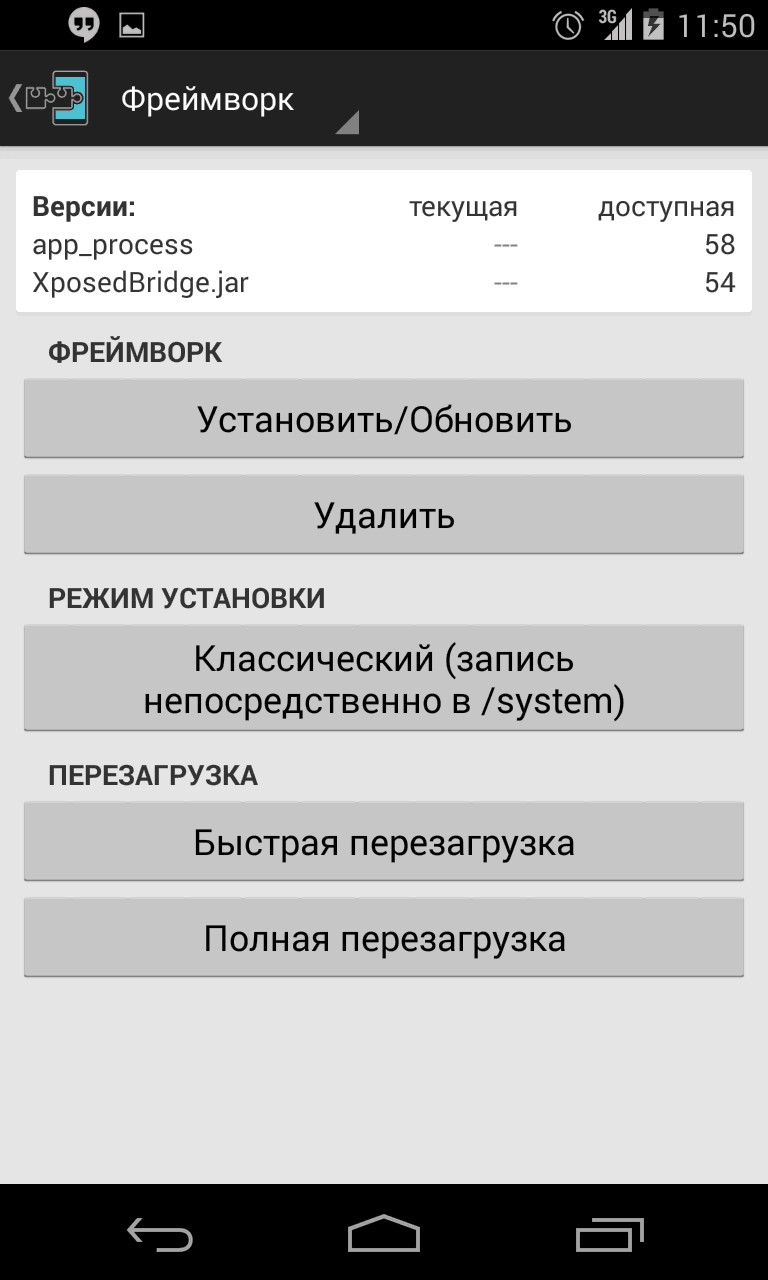 3G 11:50
Фреймворк
Версии: текущая доступная
app_process --- 58
XposedBridge.jar --- 54
ФРЕЙМВОРК
Установить/Обновить
Удалить
РЕЖИМ УСТАНОВКИ
Классический (запись
непосредственно в /system)
ПЕРЕЗАГРУЗКА
Быстрая перезагрузка
Полная перезагрузка